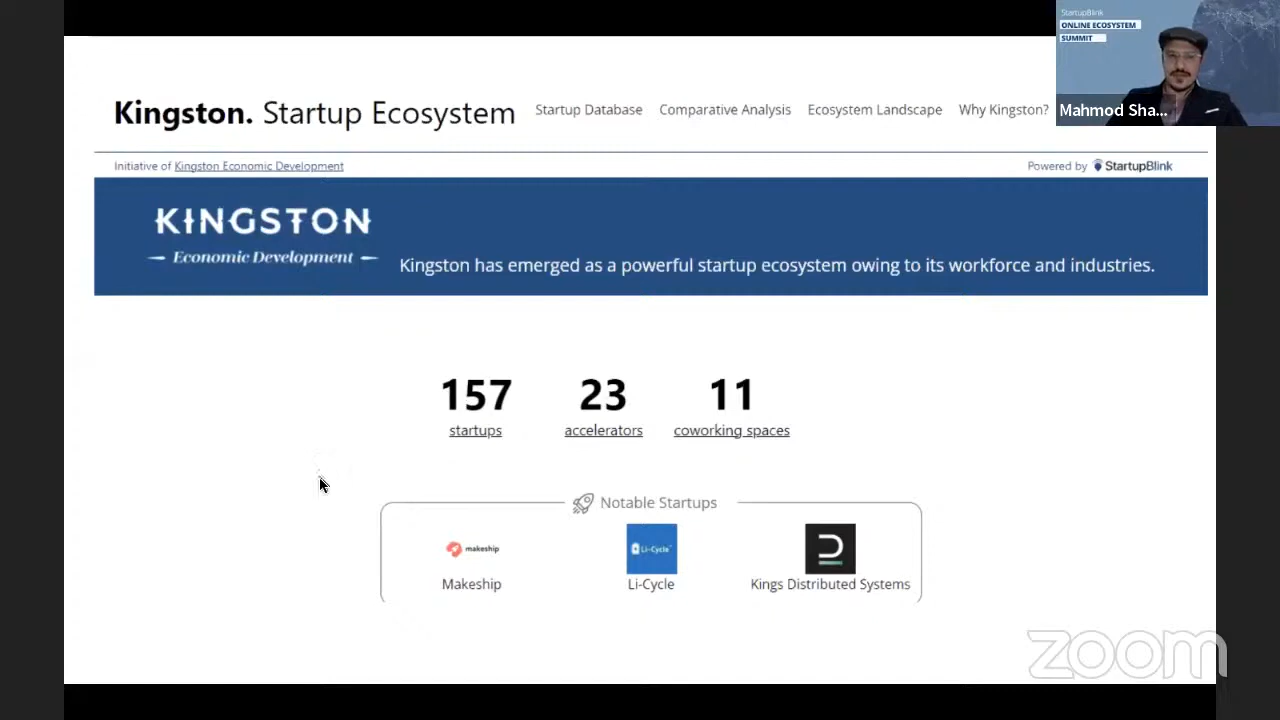 StartupBlink
ONLINE ECOSYSTEM
SUMMIT
Mahmod Sha...
Kingston. Startup Ecosystem
Startup Database Comparative Analysis Ecosystem Landscape Why Kingston?
Initiative of Kingston Economic Development
Powered by StartupBlink
KINGSTON
Economic Development
Kingston has emerged as a powerful startup ecosystem owing to its workforce and industries.
157 23 11
startups accelerators coworking spaces
Notable Startups
makeship
Li-Cycle
Makeship Li-Cycle Kings Distributed Systems
zoom